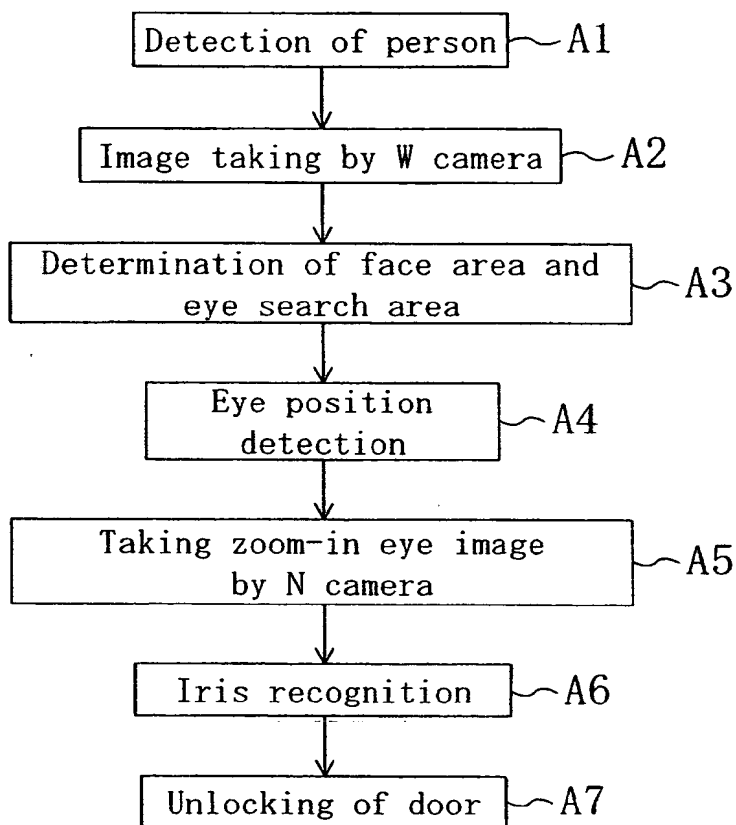 Detection of person A1
Image taking by W camera A2
Determination of face area and
eye search area A3
Eye position
detection A4
Taking zoom-in eye image
by N camera A5
Iris recognition A6
Unlocking of door A7